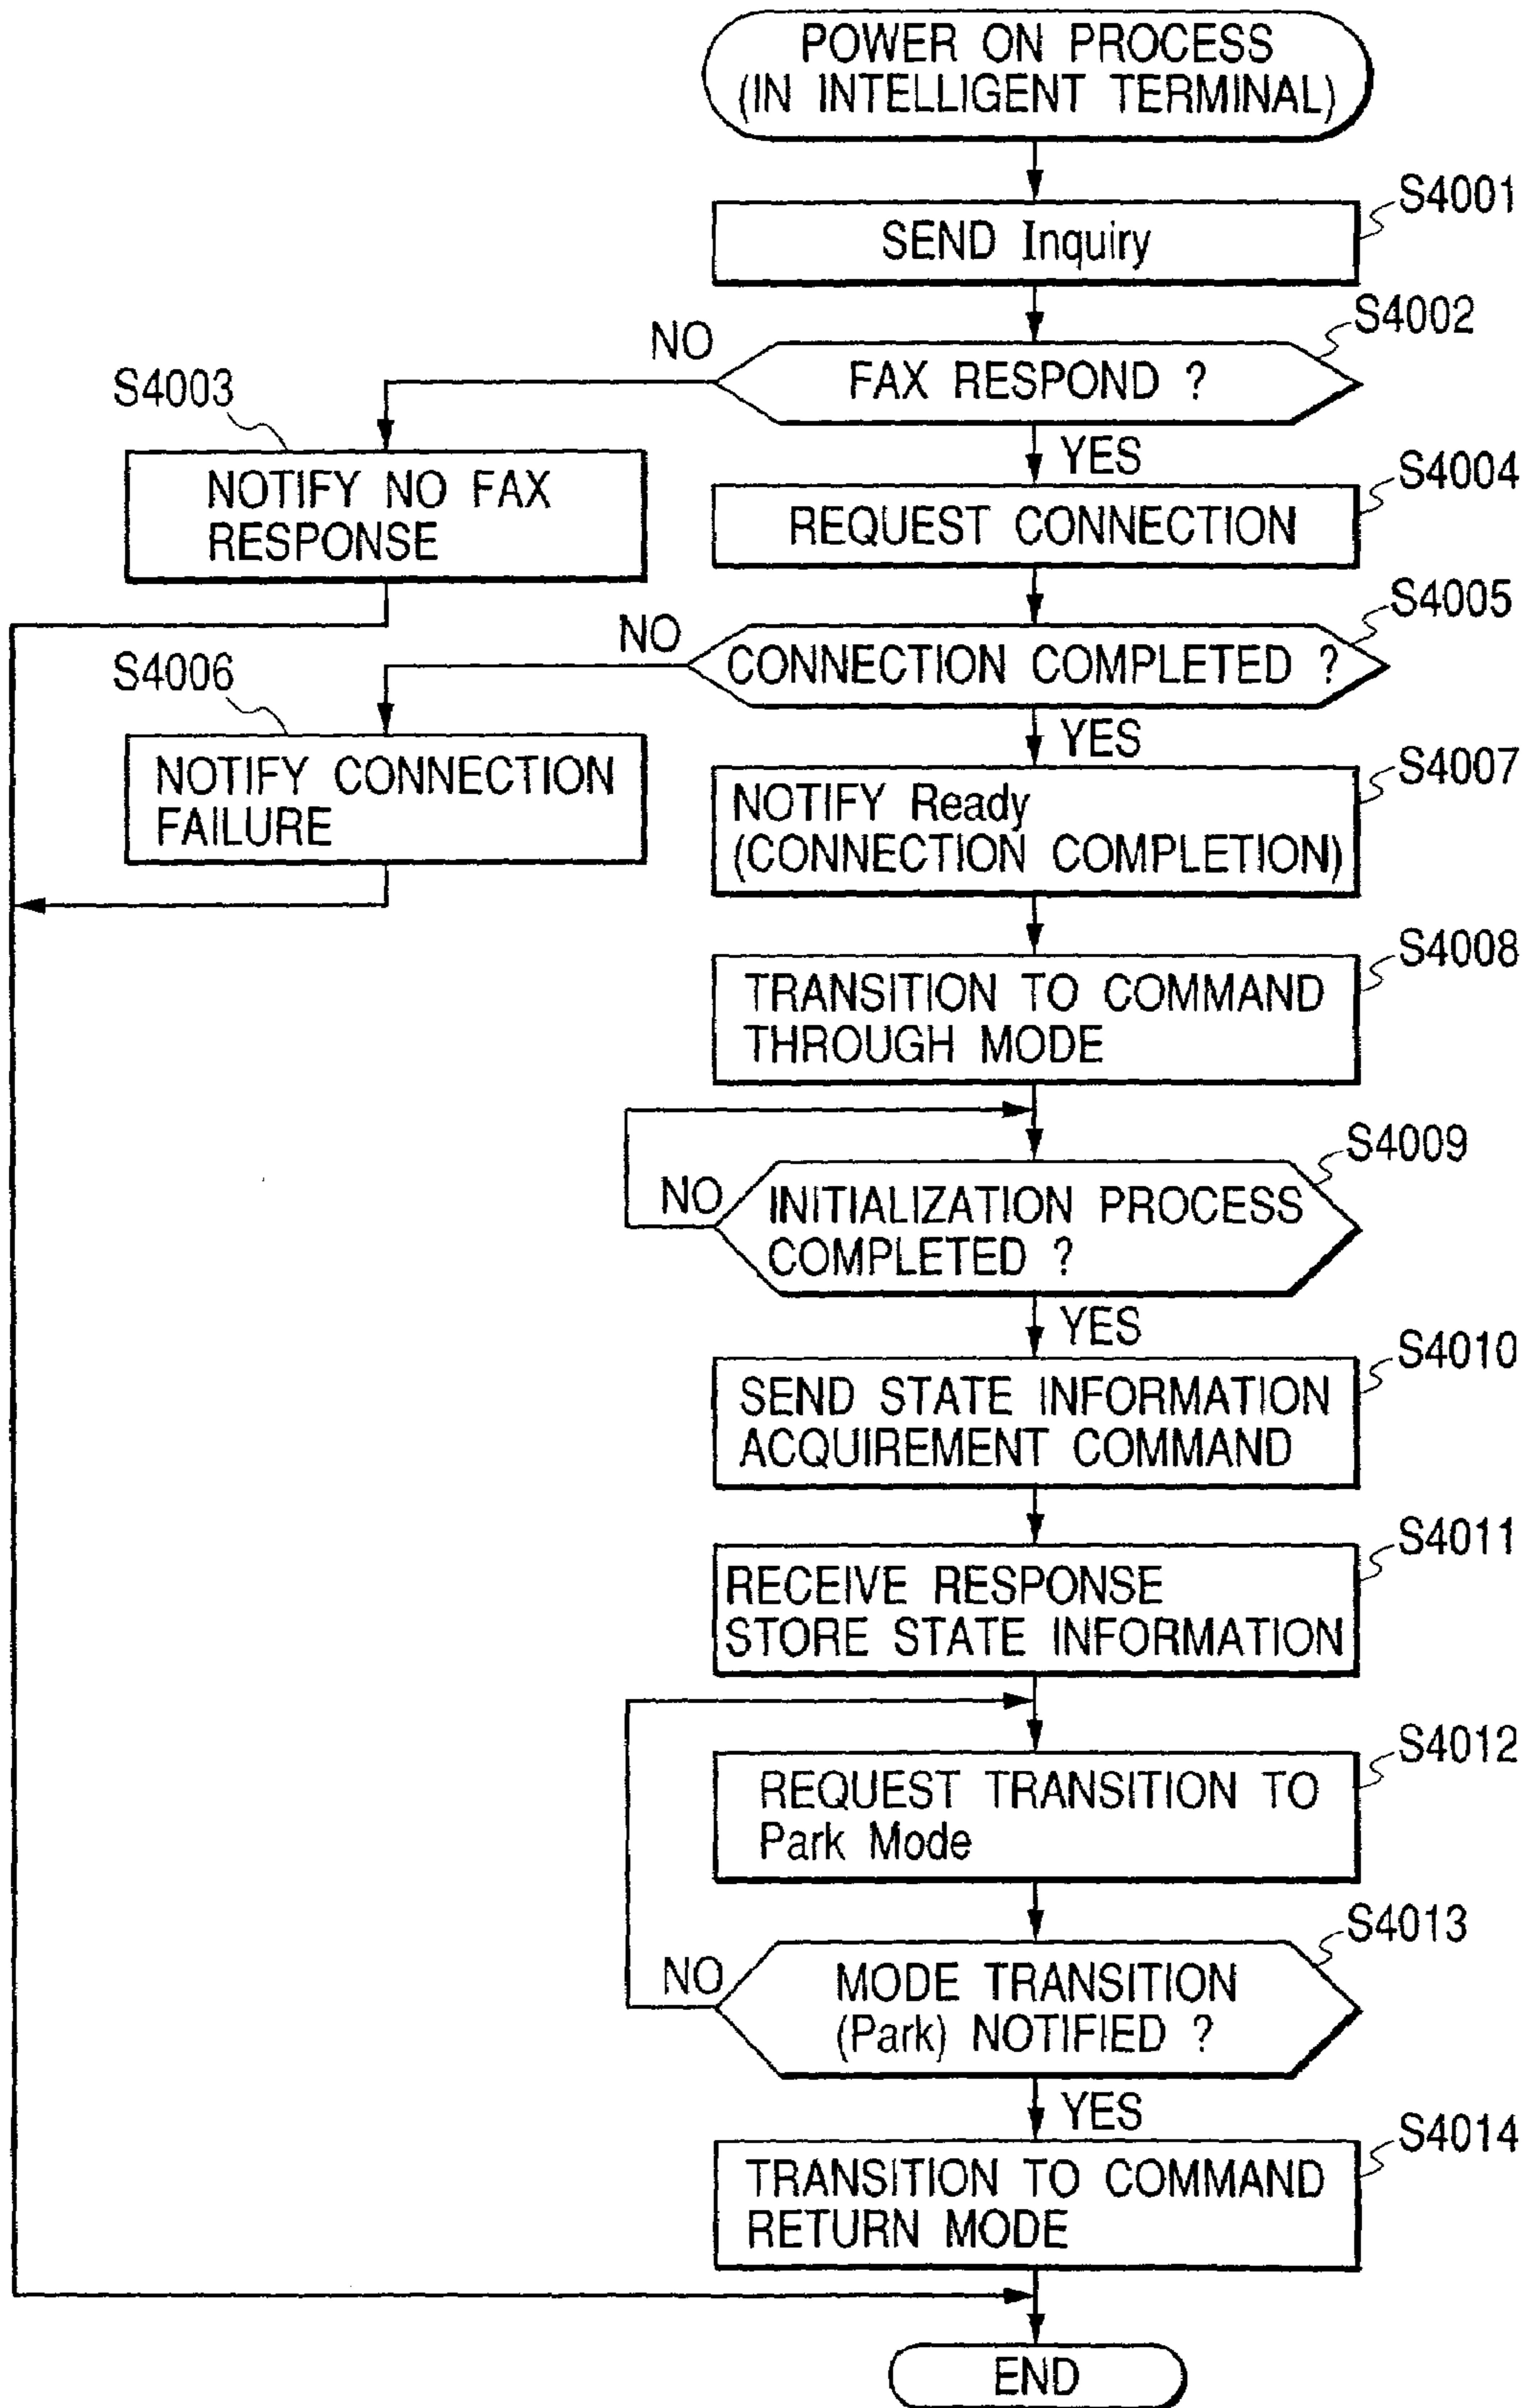 POWER ON PROCESS
(IN INTELLIGENT TERMINAL)
S4001
SEND Inquiry
S4002
NO
FAX RESPOND ?
S4003
YES
NOTIFY NO FAX
RESPONSE
S4004
REQUEST CONNECTION
S4005
NO
CONNECTION COMPLETED ?
S4006
YES
NOTIFY CONNECTION
FAILURE
S4007
NOTIFY Ready
(CONNECTION COMPLETION)
S4008
TRANSITION TO COMMAND
THROUGH MODE
S4009
NO
INITIALIZATION PROCESS
COMPLETED ?
YES
S4010
SEND STATE INFORMATION
ACQUIREMENT COMMAND
S4011
RECEIVE RESPONSE
STORE STATE INFORMATION
S4012
REQUEST TRANSITION TO
Park Mode
S4013
NO
MODE TRANSITION
(Park) NOTIFIED ?
YES
S4014
TRANSITION TO COMMAND
RETURN MODE
END